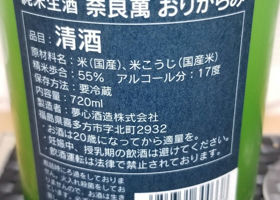 純米生酒 奈良萬 おりがらみ
品目：清酒
原材料名：米（国産）、米こうじ（国産米）
精米歩合：55％ アルコール分：17度
保存方法：要冷蔵
内容量：720ml
製造者：夢心酒造株式会社
福島県喜多方市字北町2932
・お酒は20歳になってから適量を。
・妊娠中、授乳期の飲酒は避けてください。
・飲酒運転は法律で禁止されております。